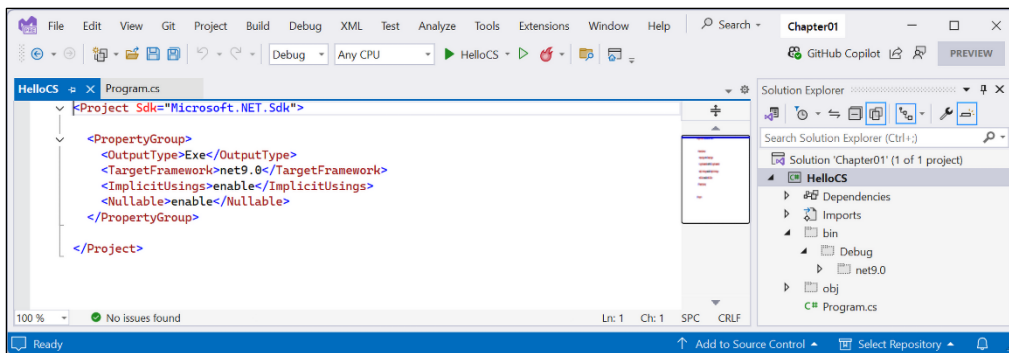 File Edit View Git Project Build Debug XML Test Analyze Tools Extensions Window Help Search Chapter01
Debug Any CPU HelloCS GitHub Copilot PREVIEW
HelloCS Program.cs
<Project Sdk="Microsoft.NET.Sdk">
<PropertyGroup>
<OutputType>Exe</OutputType>
<TargetFramework>net9.0</TargetFramework>
<ImplicitUsings>enable</ImplicitUsings>
<Nullable>enable</Nullable>
</PropertyGroup>
</Project>
100 % No issues found Ln: 1 Ch: 1 SPC CRLF
Solution Explorer
Search Solution Explorer (Ctrl+;)
Solution 'Chapter01' (1 of 1 project)
C# HelloCS
Dependencies
Imports
bin
Debug
net9.0
obj
C# Program.cs
Ready Add to Source Control Select Repository